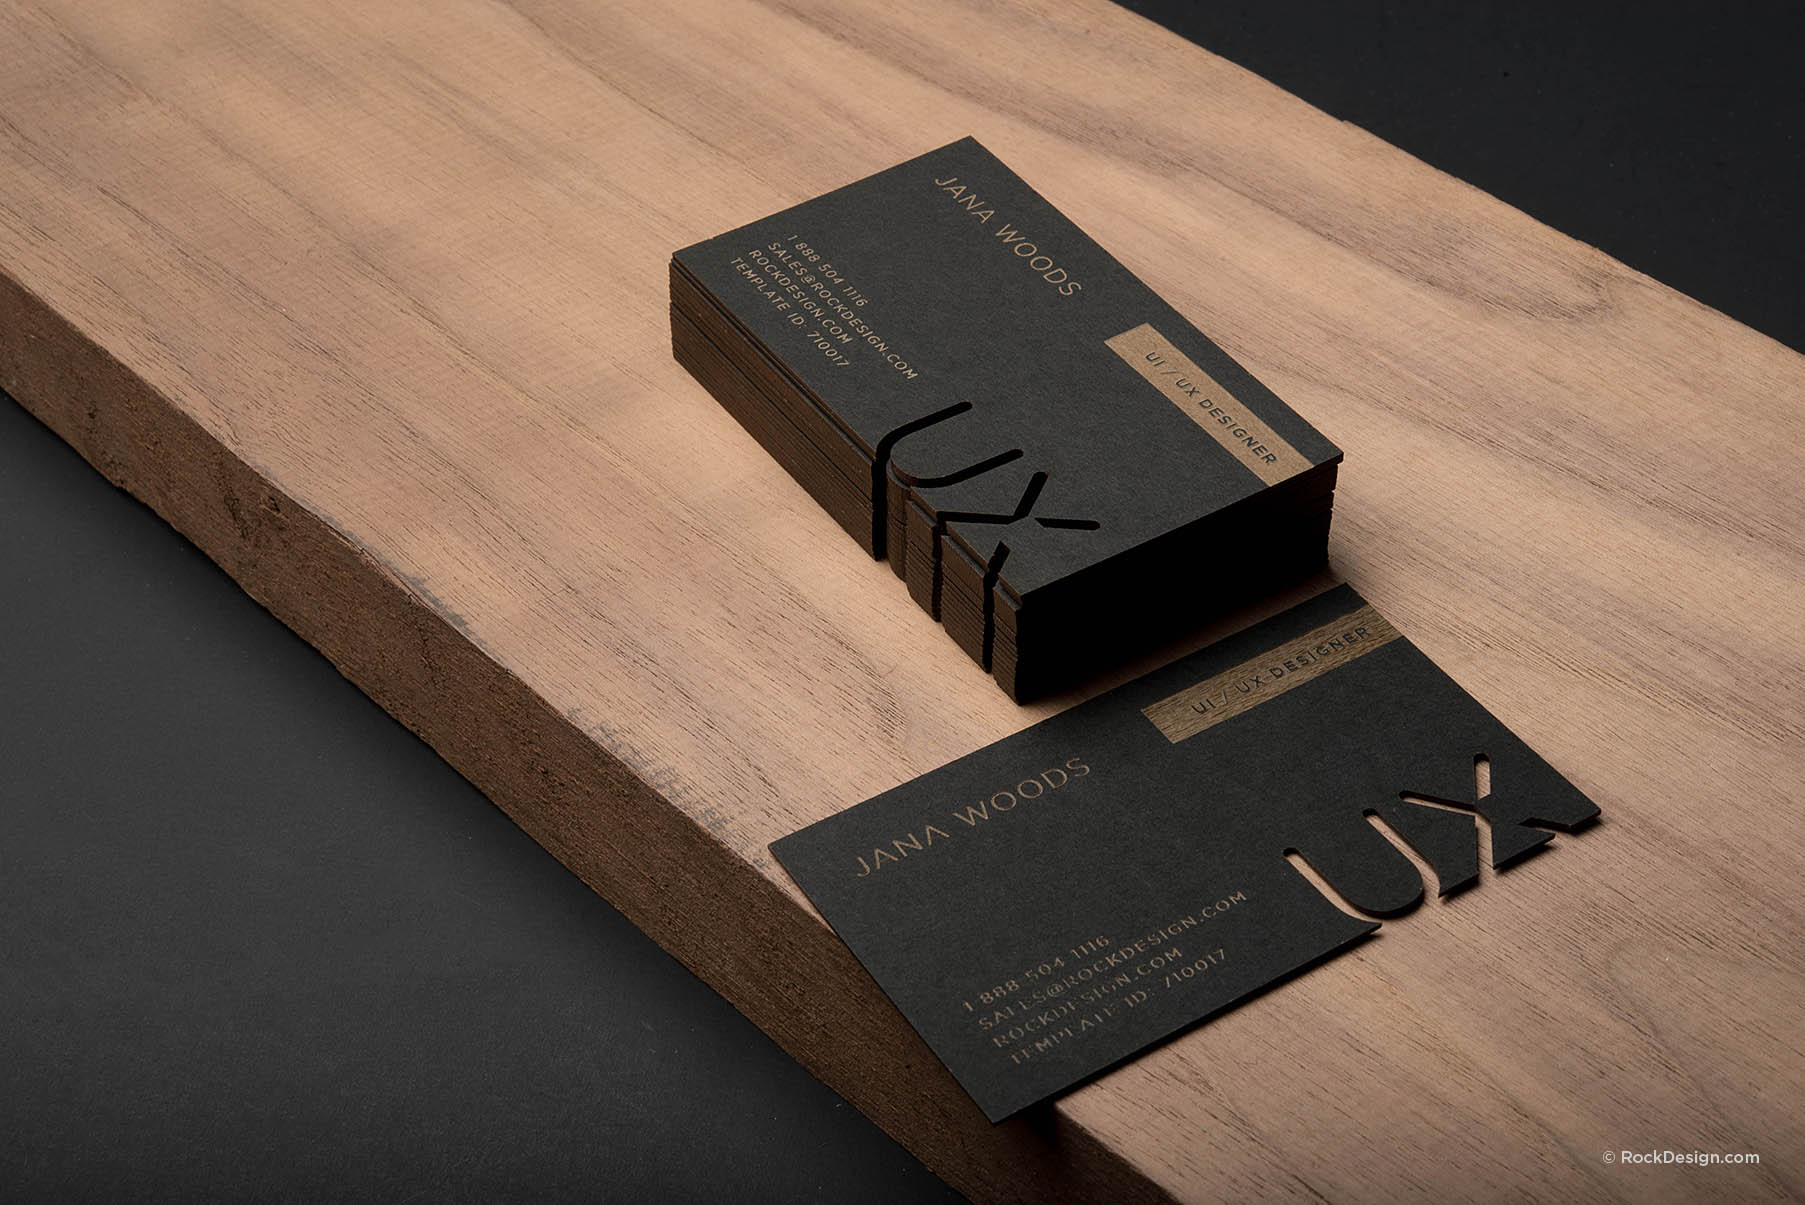 JANA WOODS
1 888 504 1116
SALES@ROCKDESIGN.COM
ROCKDESIGN.COM
TEMPLATE ID: 710017
UI / UX DESIGNER
UX
UI / UX DESIGNER
JANA WOODS
UX
1 888 504 1116
SALES@ROCKDESIGN.COM
ROCKDESIGN.COM
TEMPLATE ID: 710017
© RockDesign.com